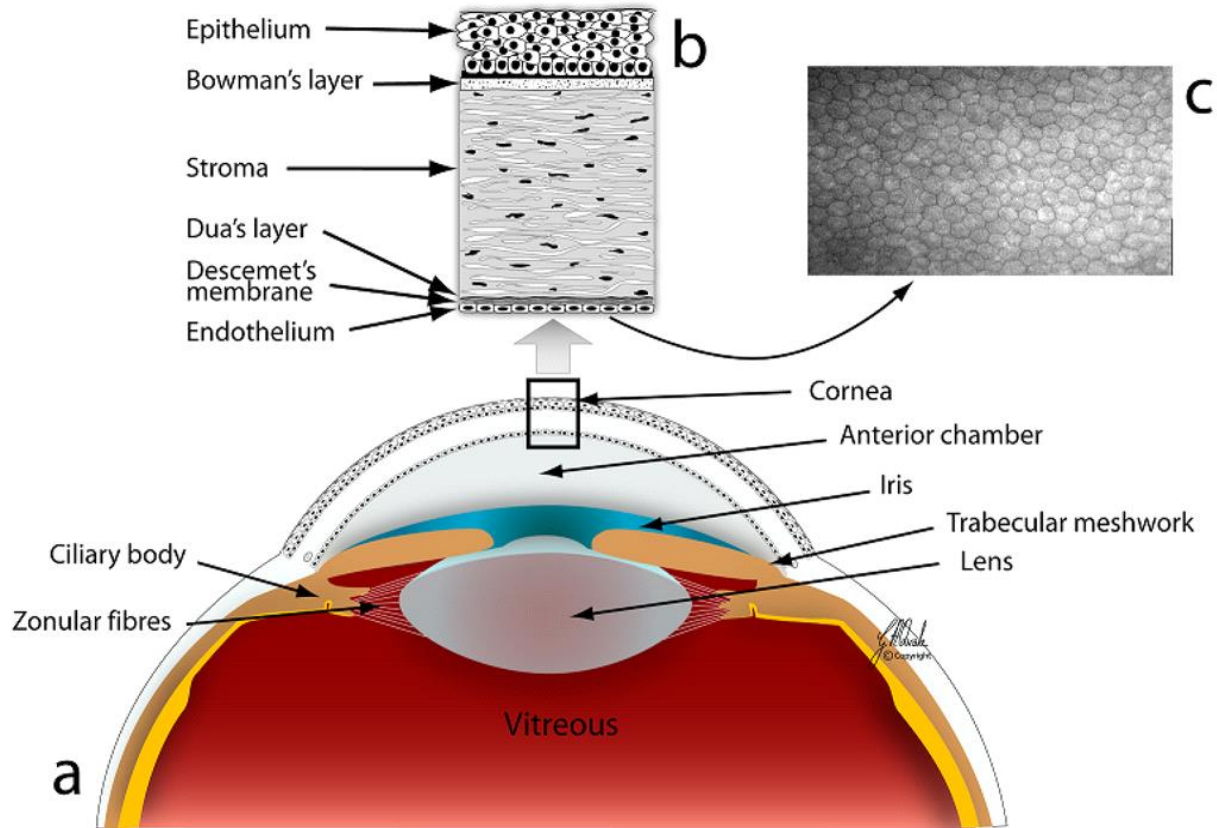 Epithelium
b
Bowman's layer
c
Stroma
Dua's layer
Descemet's
membrane
Endothelium
Cornea
Anterior chamber
Iris
Trabecular meshwork
Ciliary body
Lens
Zonular fibres
© Copyright
Vitreous
a